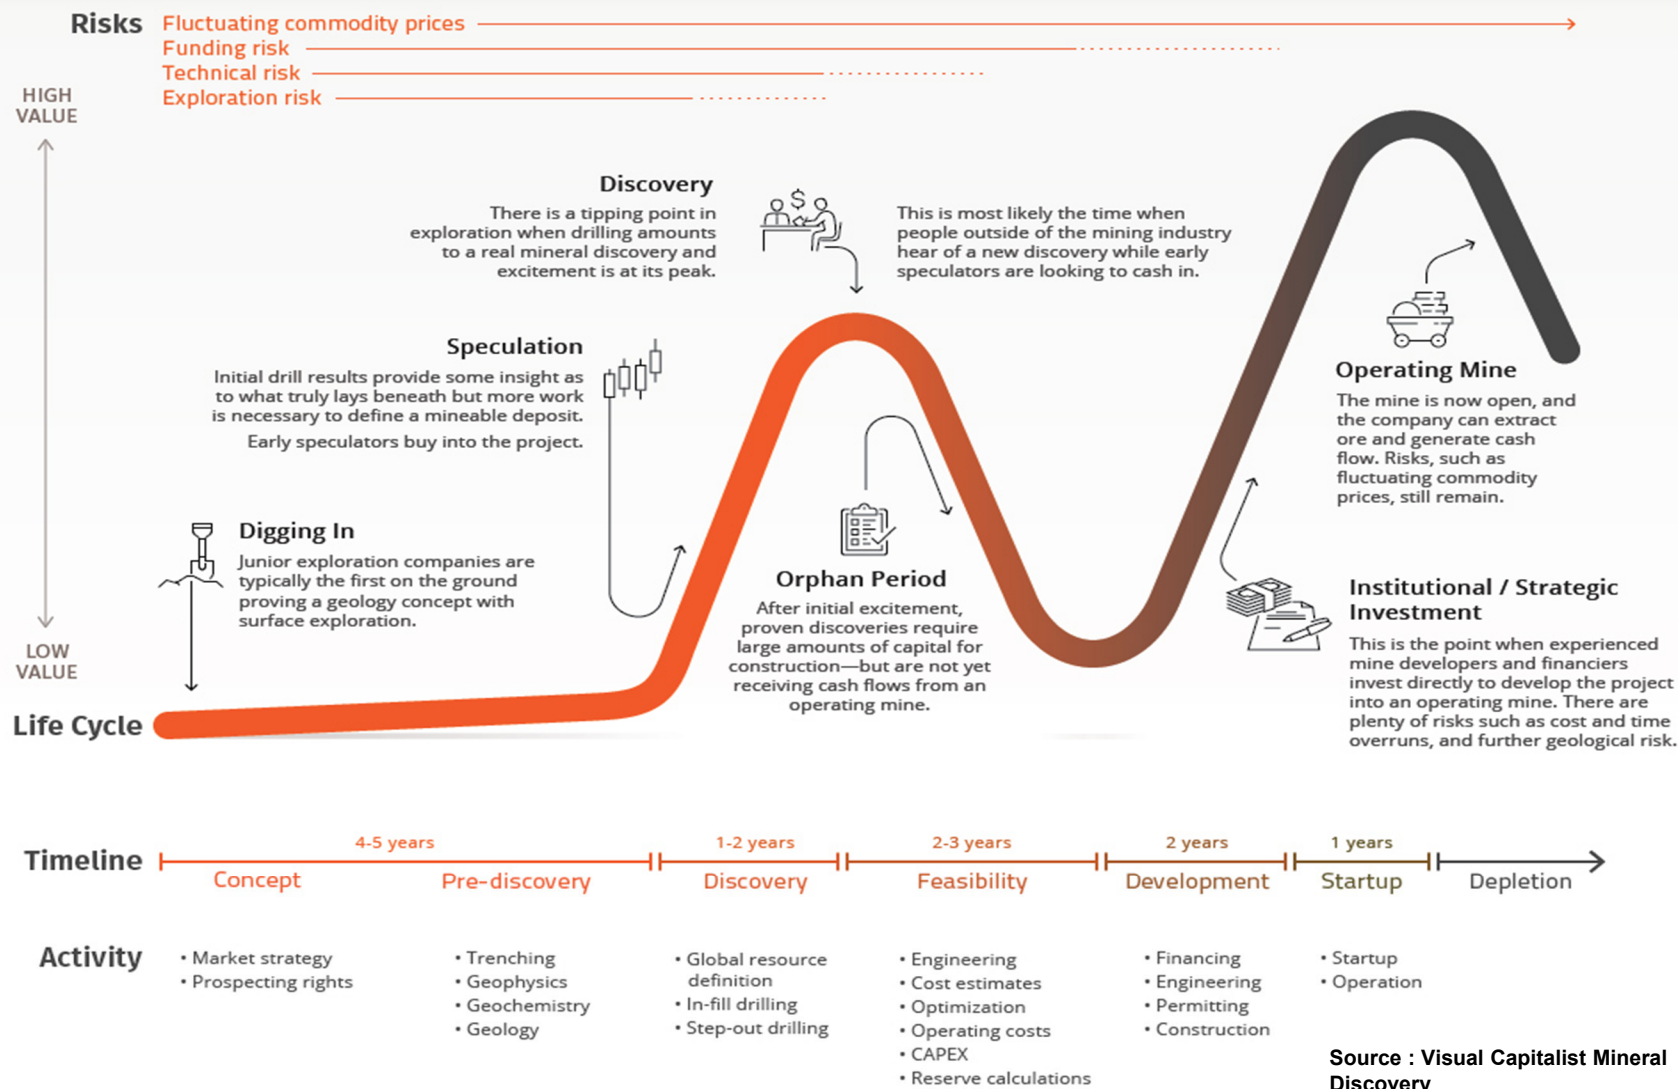 Risks
Fluctuating commodity prices
Funding risk
Technical risk
Exploration risk
HIGH
VALUE
Discovery
There is a tipping point in
exploration when drilling amounts
to a real mineral discovery and
excitement is at its peak.
$
This is most likely the time when
people outside of the mining industry
hear of a new discovery while early
speculators are looking to cash in.
Speculation
Initial drill results provide some insight as
to what truly lays beneath but more work
is necessary to define a mineable deposit.
Early speculators buy into the project.
Operating Mine
The mine is now open, and
the company can extract
ore and generate cash
flow. Risks, such as
fluctuating commodity
prices, still remain.
Digging In
Junior exploration companies are
typically the first on the ground
proving a geology concept with
surface exploration.
Orphan Period
After initial excitement,
proven discoveries require
large amounts of capital for
construction—but are not yet
receiving cash flows from an
operating mine.
Institutional / Strategic
Investment
This is the point when experienced
mine developers and financiers
invest directly to develop the project
into an operating mine. There are
plenty of risks such as cost and time
overruns, and further geological risk.
LOW
VALUE
Life Cycle
Timeline
4-5 years
1-2 years
2-3 years
2 years
1 years
Concept
Pre-discovery
Discovery
Feasibility
Development
Startup
Depletion
Activity
• Market strategy
• Prospecting rights
• Trenching
• Geophysics
• Geochemistry
• Geology
• Global resource
definition
• In-fill drilling
• Step-out drilling
• Engineering
• Cost estimates
• Optimization
• Operating costs
• CAPEX
• Reserve calculations
• Financing
• Engineering
• Permitting
• Construction
• Startup
• Operation
Source : Visual Capitalist Mineral
Discovery